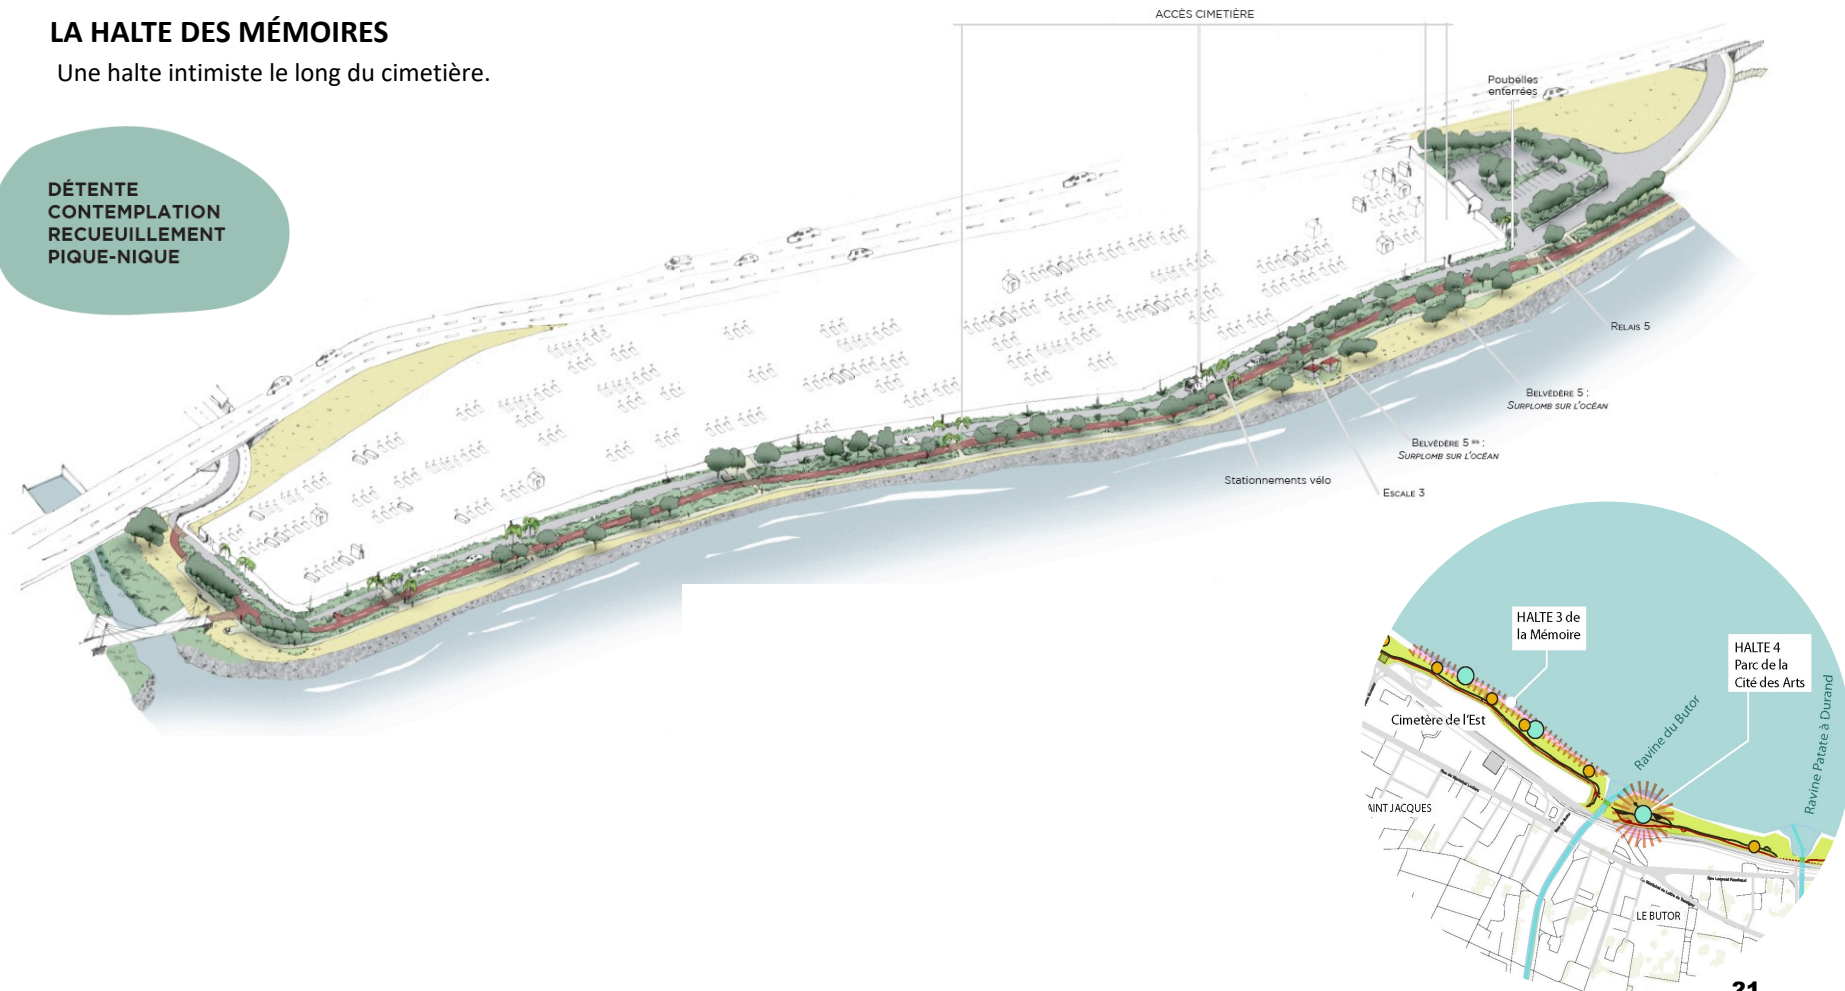 LA HALTE DES MÉMOIRES
Une halte intimiste le long du cimetière.
DÉTENTE
CONTEMPLATION
RECUEUILLEMENT
PIQUE-NIQUE
ACCÈS CIMETIÈRE
Poubelles
enterrées
RELAIS 5
BELVÉDÈRE 5 :
SURPLOMB SUR L'OCÉAN
BELVÉDÈRE 5 BIS :
SURPLOMB SUR L'OCÉAN
Stationnements vélo
ESCALE 3
HALTE 3 de
la Mémoire
HALTE 4
Parc de la
Cité des Arts
Cimetère de l'Est
Ravine du Butor
Ravine Patate à Durand
AINT JACQUES
LE BUTOR
21